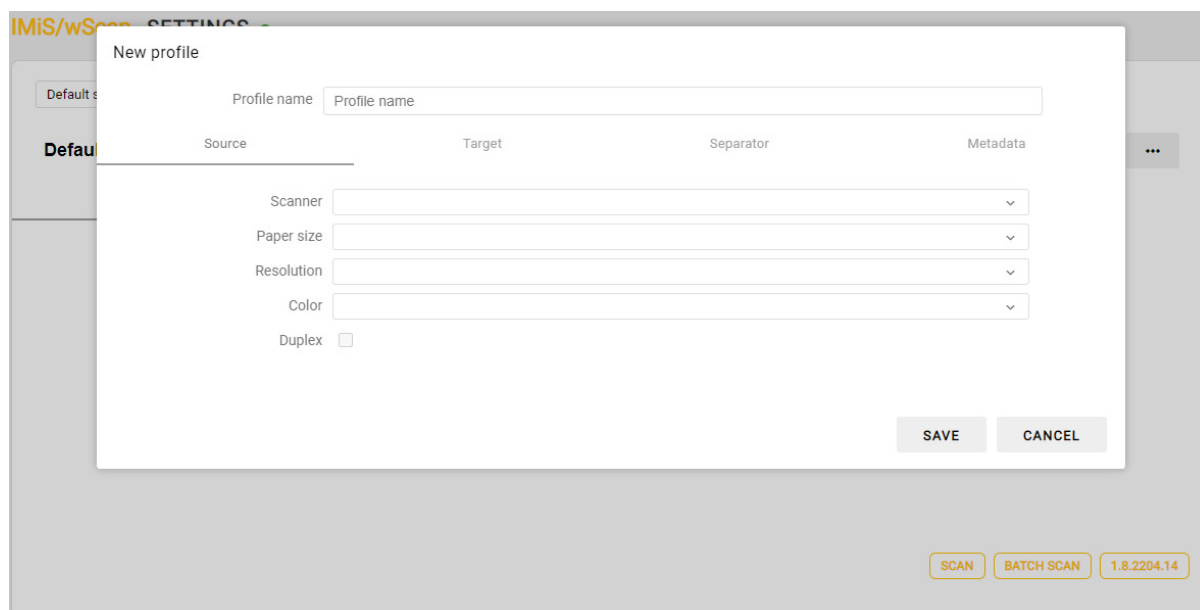 IMiS/wScan SETTINGS
New profile
Default s
Profile name Profile name
Defaul
Source Target Separator Metadata
...
Scanner
Paper size
Resolution
Color
Duplex
SAVE CANCEL
SCAN BATCH SCAN 1.8.2204.14